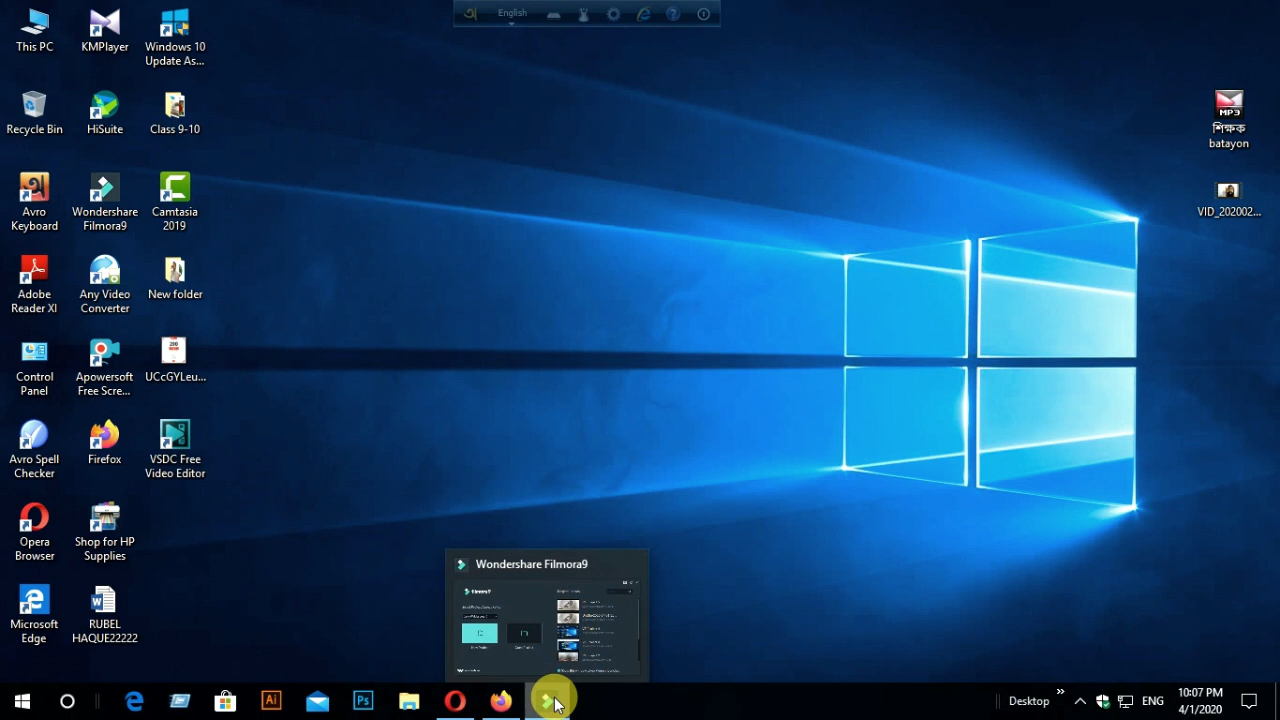 English
This PC
KMPlayer
Windows 10
Update As...
Recycle Bin
HiSuite
Class 9-10
Avro
Keyboard
Wondershare
Filmora9
Camtasia
2019
Adobe
Reader XI
Any Video
Converter
New folder
Control
Panel
Apowersoft
Free Scre...
UCcGYLeu...
Avro Spell
Checker
Firefox
VSDC Free
Video Editor
Opera
Browser
Shop for HP
Supplies
Microsoft
Edge
RUBEL
HAQUE22222
MP3
শিক্ষক
batayon
VID_202002...
Wondershare Filmora9
filmora9
Ai
Ps
Desktop
ENG
10:07 PM
4/1/2020